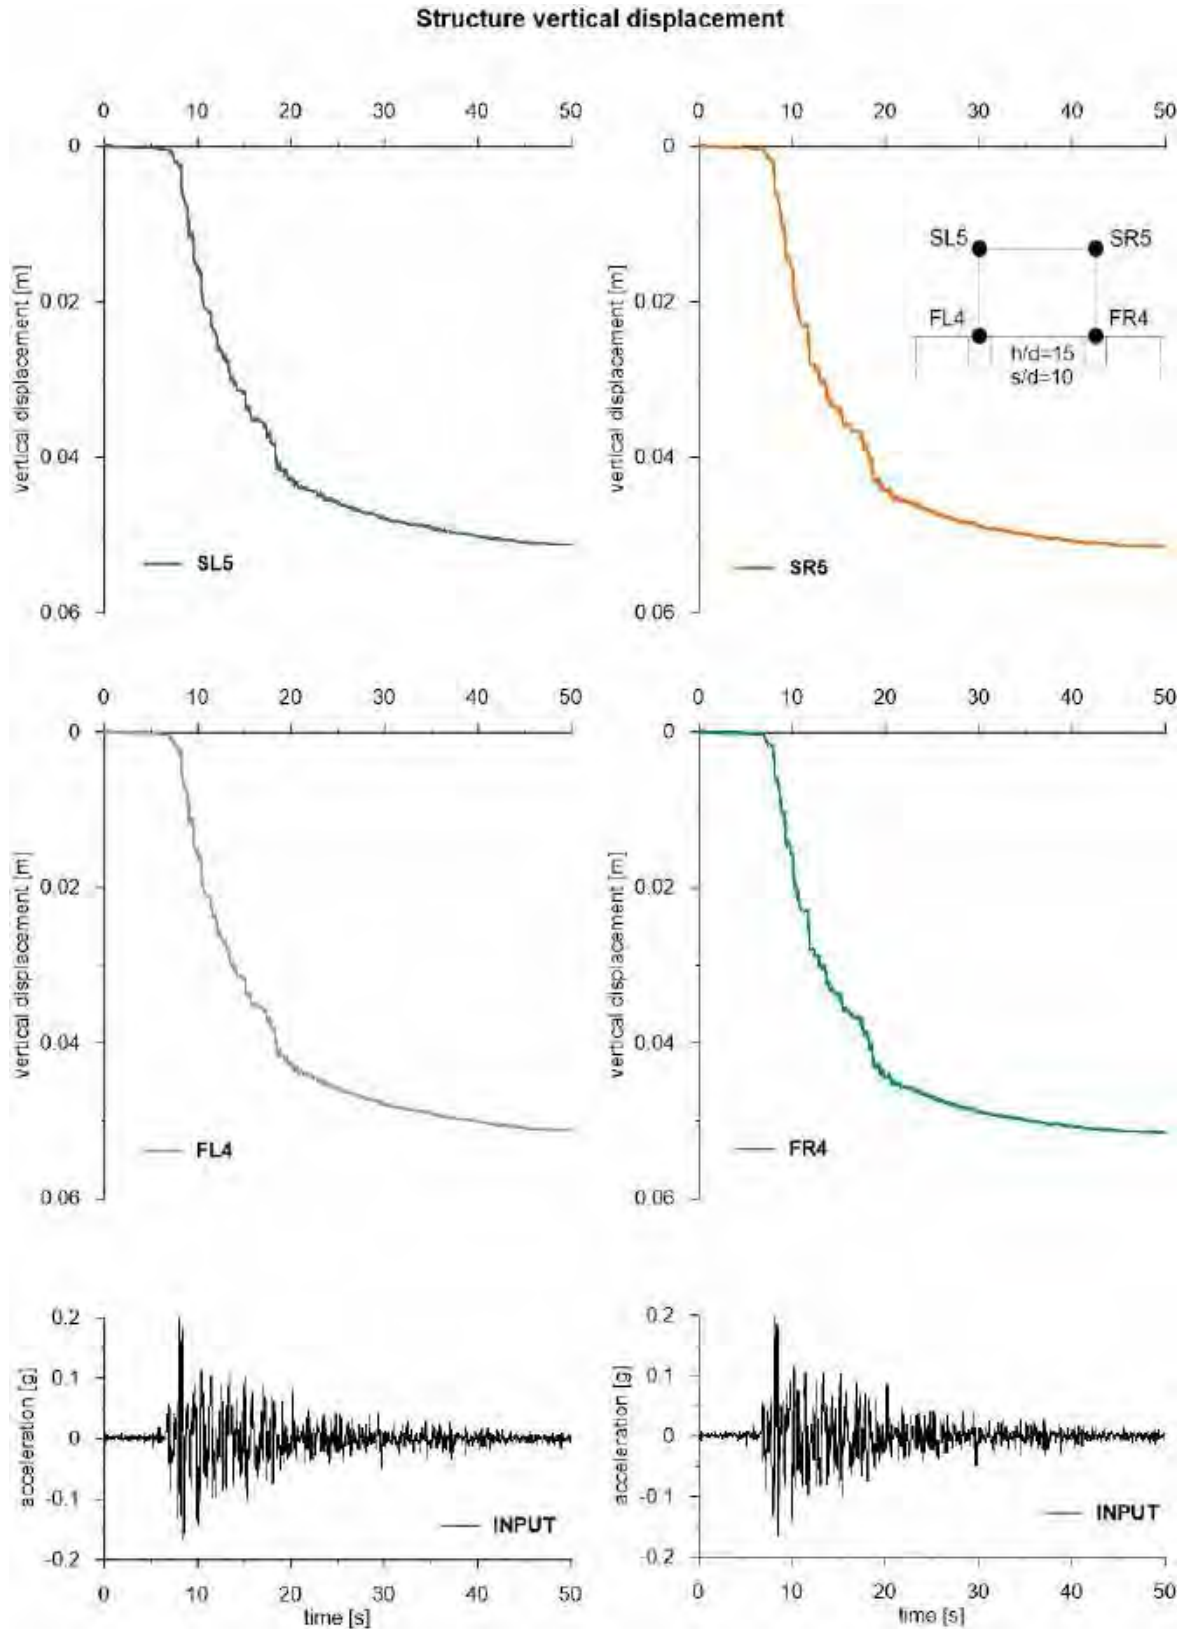 Structure vertical displacement
0 10 20 30 40 50
0
0.02
0.04
0.06
vertical displacement [m]
SL5
0 10 20 30 40 50
0
0.02
0.04
0.06
vertical displacement [m]
SL5 SR5
FL4 FR4
h/d=15
s/d=10
SR5
0 10 20 30 40 50
0
0.02
0.04
0.06
vertical displacement [m]
FL4
0 10 20 30 40 50
0
0.02
0.04
0.06
vertical displacement [m]
FR4
0.2
0.1
0
-0.1
-0.2
acceleration [g]
INPUT
0 10 20 30 40 50
time [s]
0.2
0.1
0
-0.1
-0.2
acceleration [g]
INPUT
0 10 20 30 40 50
time [s]